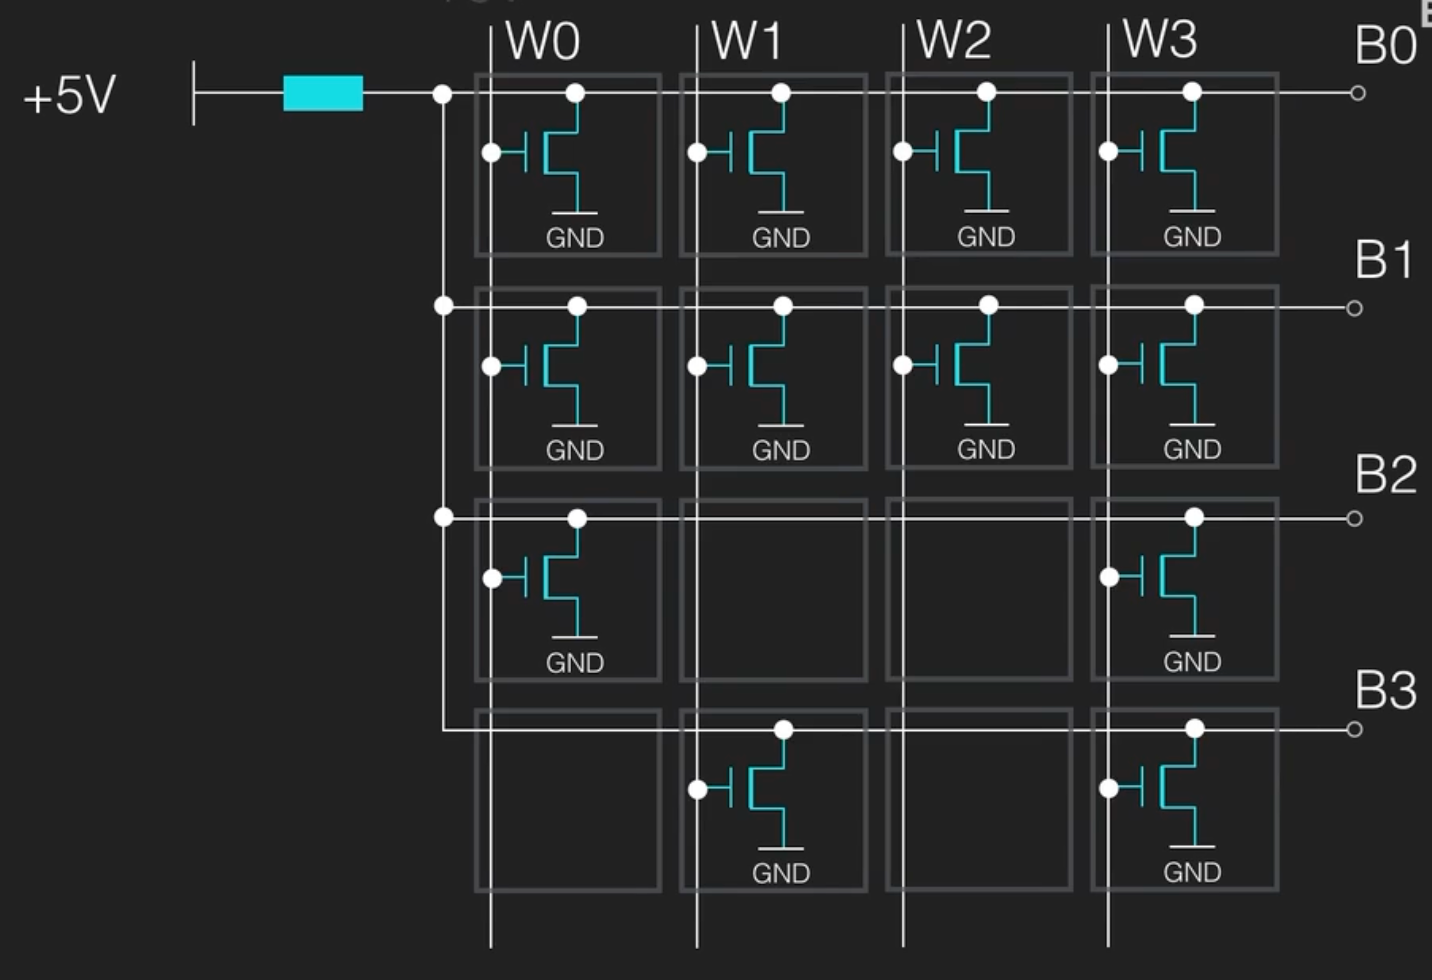 W0 W1 W2 W3 B0
+5V
GND GND GND GND
B1
GND GND GND GND
B2
GND GND
B3
GND GND